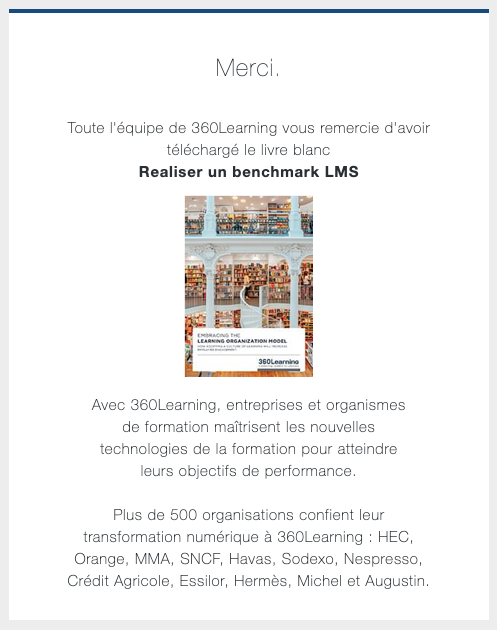 Merci.
Toute l'équipe de 360Learning vous remercie d'avoir
téléchargé le livre blanc
Realiser un benchmark LMS
EMBRACING THE
LEARNING ORGANIZATION MODEL
360Learning
Avec 360Learning, entreprises et organismes
de formation maîtrisent les nouvelles
technologies de la formation pour atteindre
leurs objectifs de performance.
Plus de 500 organisations confient leur
transformation numérique à 360Learning : HEC,
Orange, MMA, SNCF, Havas, Sodexo, Nespresso,
Crédit Agricole, Essilor, Hermès, Michel et Augustin.